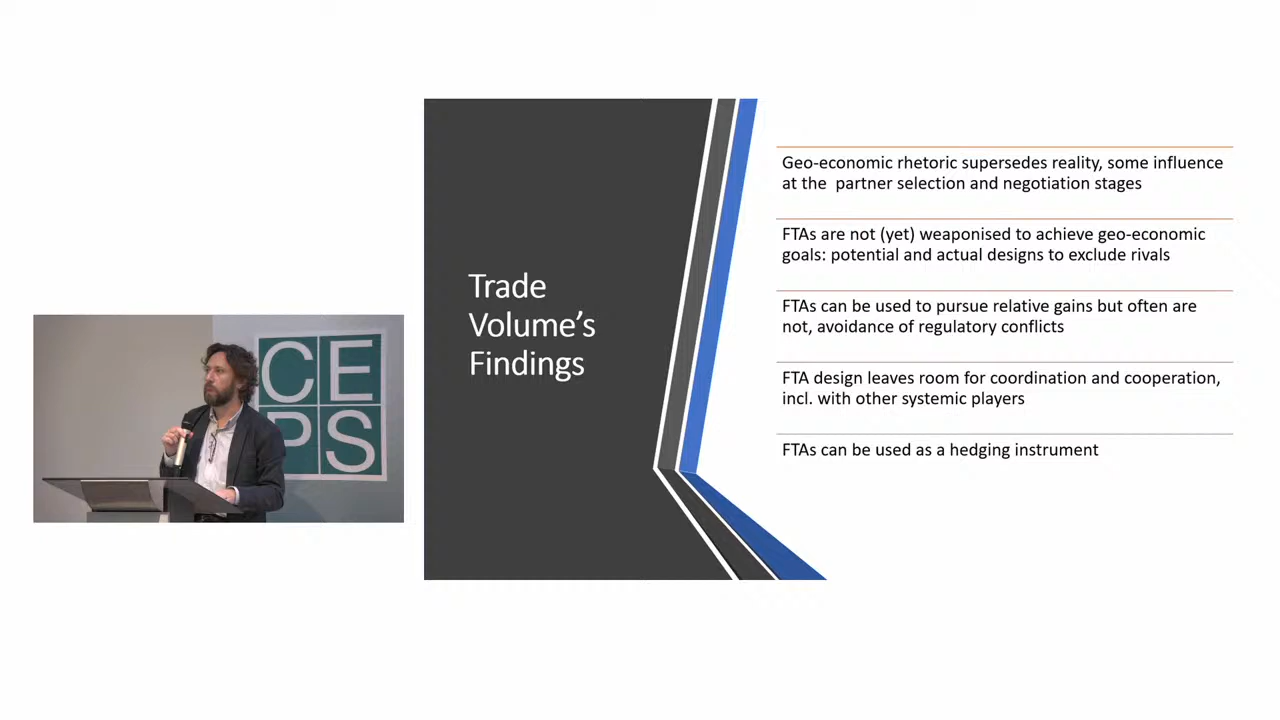 CE
PS
Trade
Volume's
Findings
Geo-economic rhetoric supersedes reality, some influence
at the partner selection and negotiation stages
FTAs are not (yet) weaponised to achieve geo-economic
goals: potential and actual designs to exclude rivals
FTAs can be used to pursue relative gains but often are
not, avoidance of regulatory conflicts
FTA design leaves room for coordination and cooperation,
incl. with other systemic players
FTAs can be used as a hedging instrument